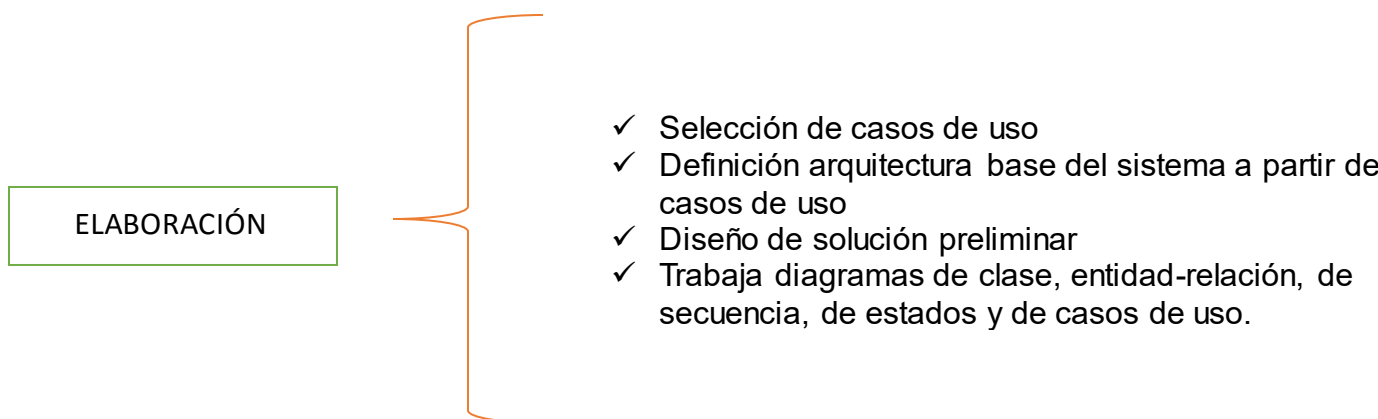 ELABORACIÓN
✓ Selección de casos de uso
✓ Definición arquitectura base del sistema a partir de
casos de uso
✓ Diseño de solución preliminar
✓ Trabaja diagramas de clase, entidad-relación, de
secuencia, de estados y de casos de uso.